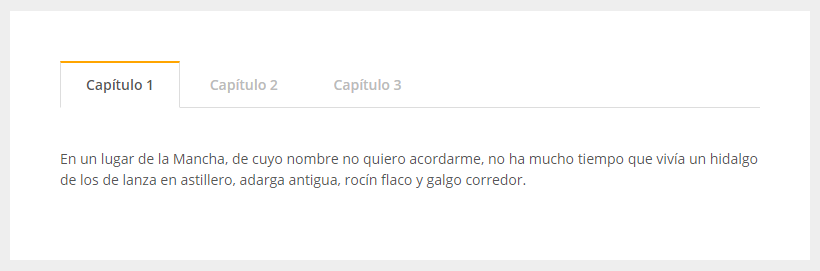 Capítulo 1 Capítulo 2 Capítulo 3
En un lugar de la Mancha, de cuyo nombre no quiero acordarme, no ha mucho tiempo que vivía un hidalgo
de los de lanza en astillero, adarga antigua, rocín flaco y galgo corredor.